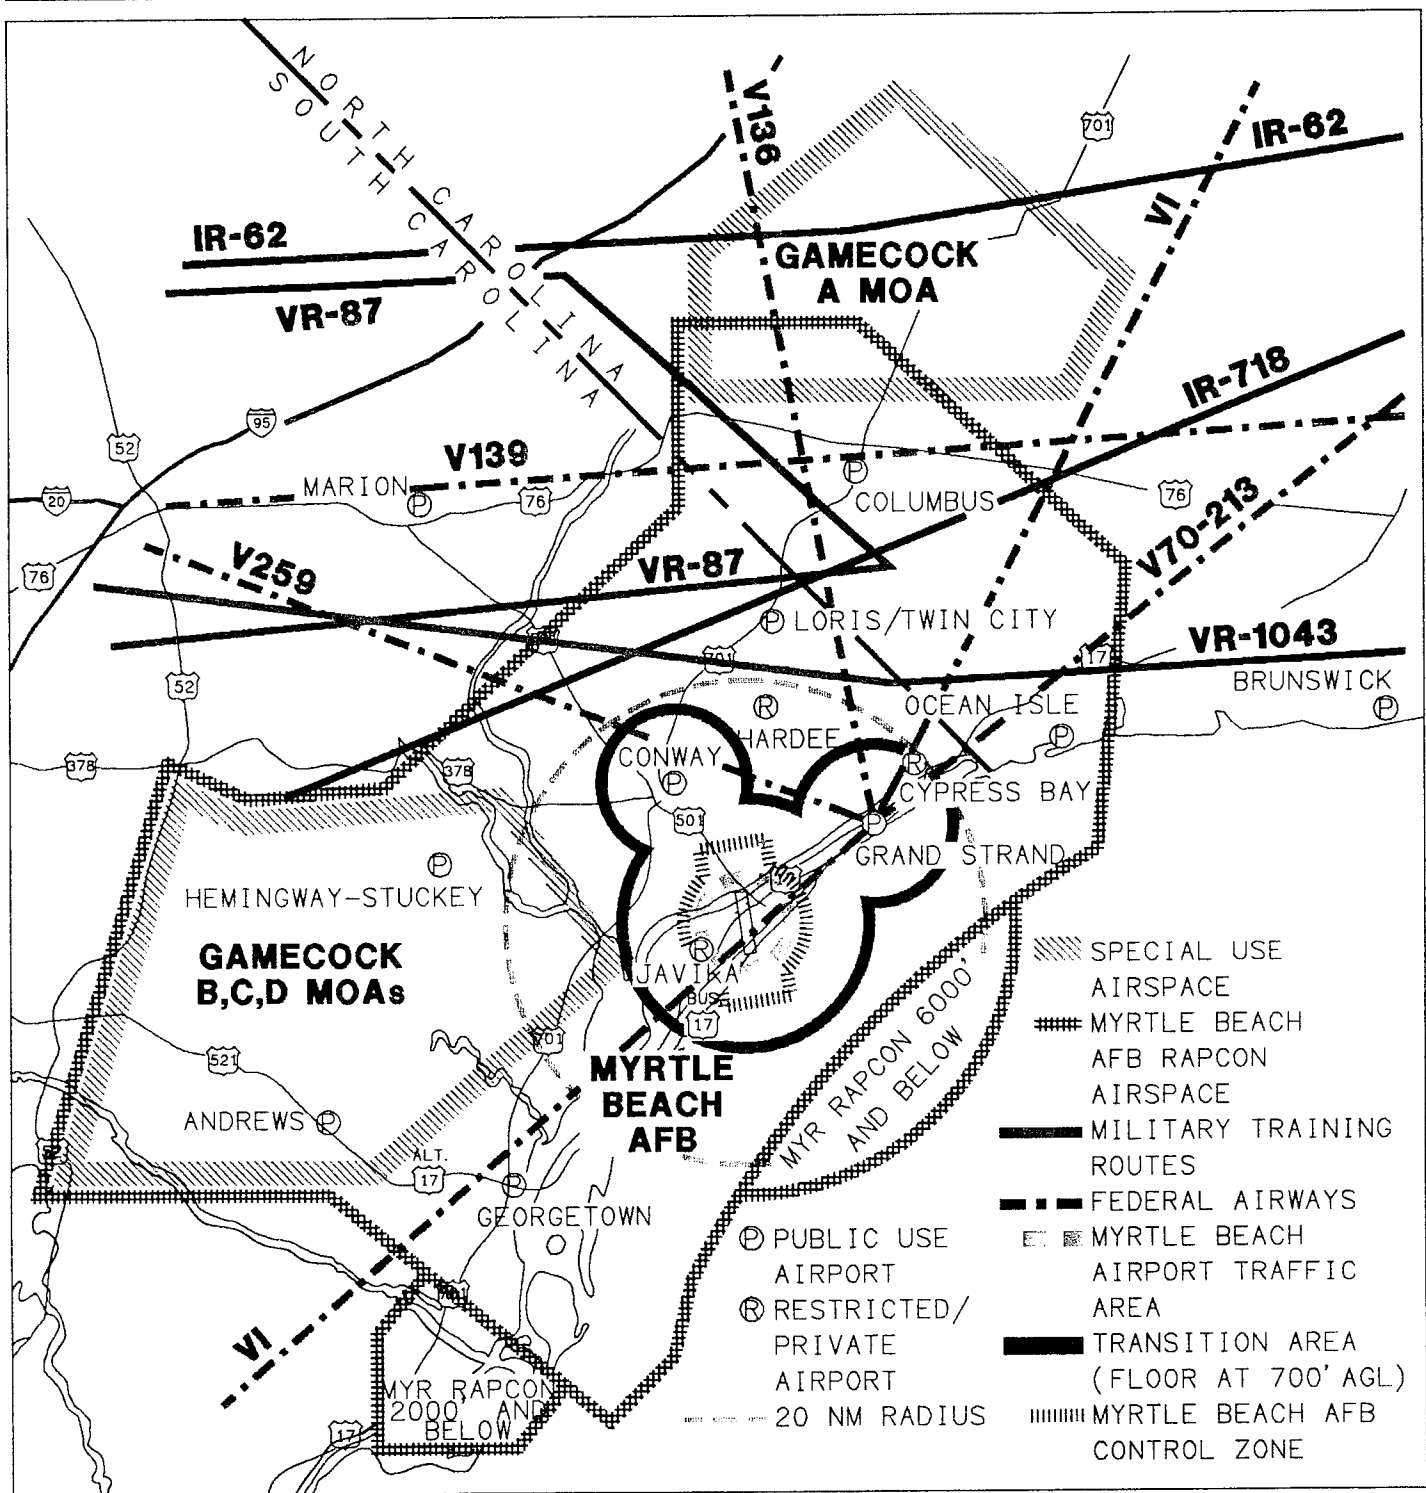 NORTH CAROLINA
SOUTH CAROLINA
V136
701
IR-62
VI
IR-62
GAMECOCK
A MOA
VR-87
IR-718
95
52
V139
MARION
P
76
P
COLUMBUS
76
20
V70-213
76
V259
VR-87
P LORIS/TWIN CITY
VR-1043
701
17
52
BRUNSWICK
P
R
HARDEE
OCEAN ISLE
P
CONWAY
P
R
378
378
CYPRESS BAY
501
P
GRAND STRAND
P
HEMINGWAY-STUCKEY
17
GAMECOCK
B,C,D MOAs
R
JAVIKA
BUS.
17
MYR RAPCON 6000'
AND BELOW
521
701
MYRTLE
BEACH
AFB
ANDREWS P
ALT.
17
P
GEORGETOWN
VI
MYR RAPCON
2000' AND
BELOW
17
SPECIAL USE
AIRSPACE
MYRTLE BEACH
AFB RAPCON
AIRSPACE
MILITARY TRAINING
ROUTES
FEDERAL AIRWAYS
MYRTLE BEACH
AIRPORT TRAFFIC
AREA
TRANSITION AREA
(FLOOR AT 700' AGL)
MYRTLE BEACH AFB
CONTROL ZONE
P PUBLIC USE
AIRPORT
R RESTRICTED/
PRIVATE
AIRPORT
20 NM RADIUS